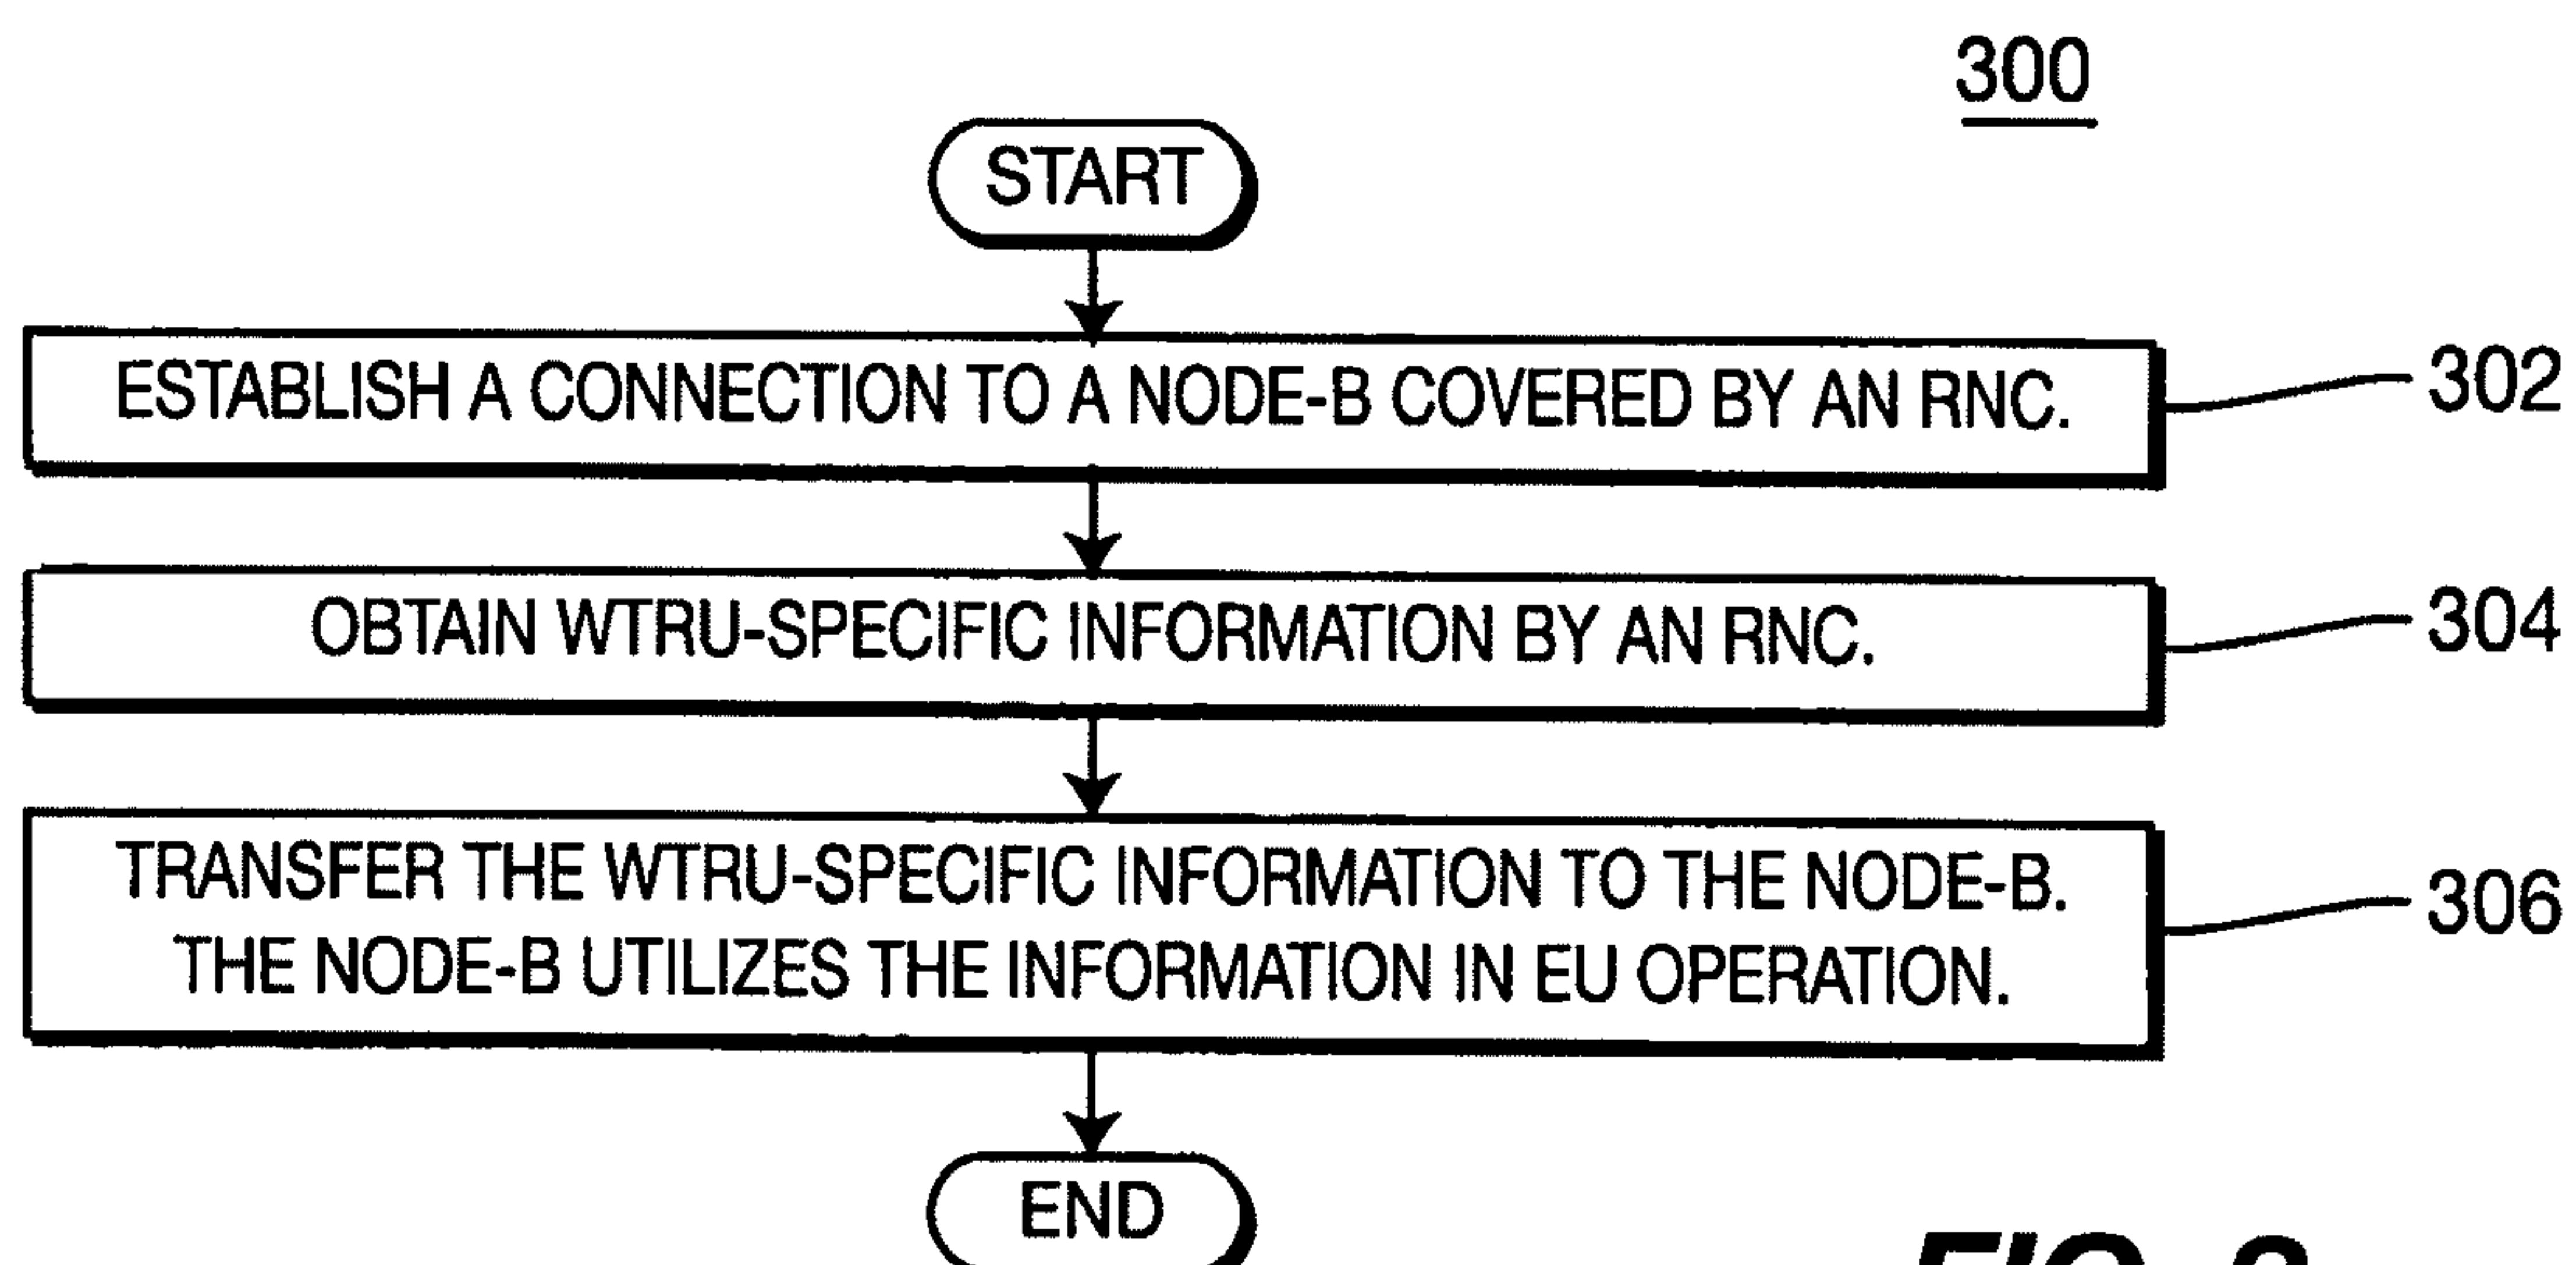 300
START
ESTABLISH A CONNECTION TO A NODE-B COVERED BY AN RNC.
302
OBTAIN WTRU-SPECIFIC INFORMATION BY AN RNC.
304
TRANSFER THE WTRU-SPECIFIC INFORMATION TO THE NODE-B.
THE NODE-B UTILIZES THE INFORMATION IN EU OPERATION.
306
END